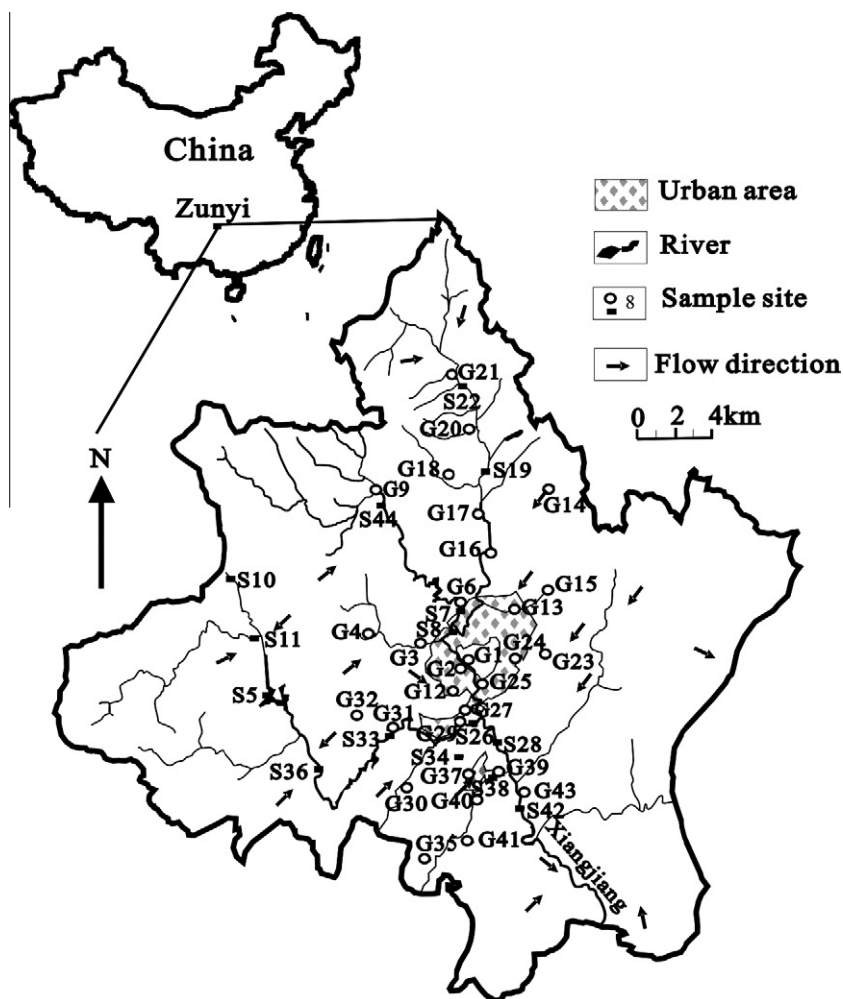 China
Zunyi
Urban area
River
8 Sample site
Flow direction
0 2 4km
N
G21
S22
G20
G18
S19
G9
G14
S44
G17
G16
S10
G6
G15
S7
G13
S8
S11
G4
G24
G3
G1
G23
G2
G12
G25
S5
G32
G31
G27
G29
S26
S33
S28
S34
S36
G37
G39
S38
G30
G40
G43
S42
G41
G35
Xiangjiang